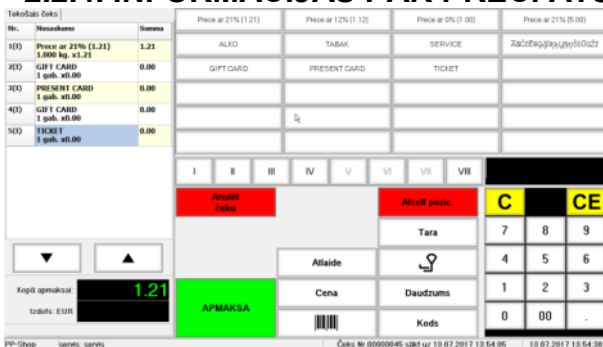 Tekošais čeks
Nr. Nosaukums Summa
1(1) Prece ar 21% (1.21) 1.21
1.000 kg. x1.21
2(1) GIFT CARD 0.00
1 gab. x0.00
3(1) PRESENT CARD 0.00
1 gab. x0.00
4(1) GIFT CARD 0.00
1 gab. x0.00
5(1) TICKET 0.00
1 gab. x0.00
Prece ar 21% (1.21) Prece ar 12% (1.12) Prece ar 0% (1.00) Prece ar 21% (5.00)
ALKO TABAK SERVICE
GIFT CARD PRESENT CARD TICKET
I II III IV V VI VII VIII
Anulēt
čeku
Atcelt pozīc.
C CE
Tara
7 8 9
▼ ▲
Atlaide
4 5 6
Kopā apmaksai: 1.21
Cena Daudzums
1 2 3
Izdots: EUR
APMAKSA
Kods
0 00 .
PP-Shop servis: servis Čeks Nr.00000045 sākt uz 13.07.2017 13:54:05 13.07.2017 13:54:38